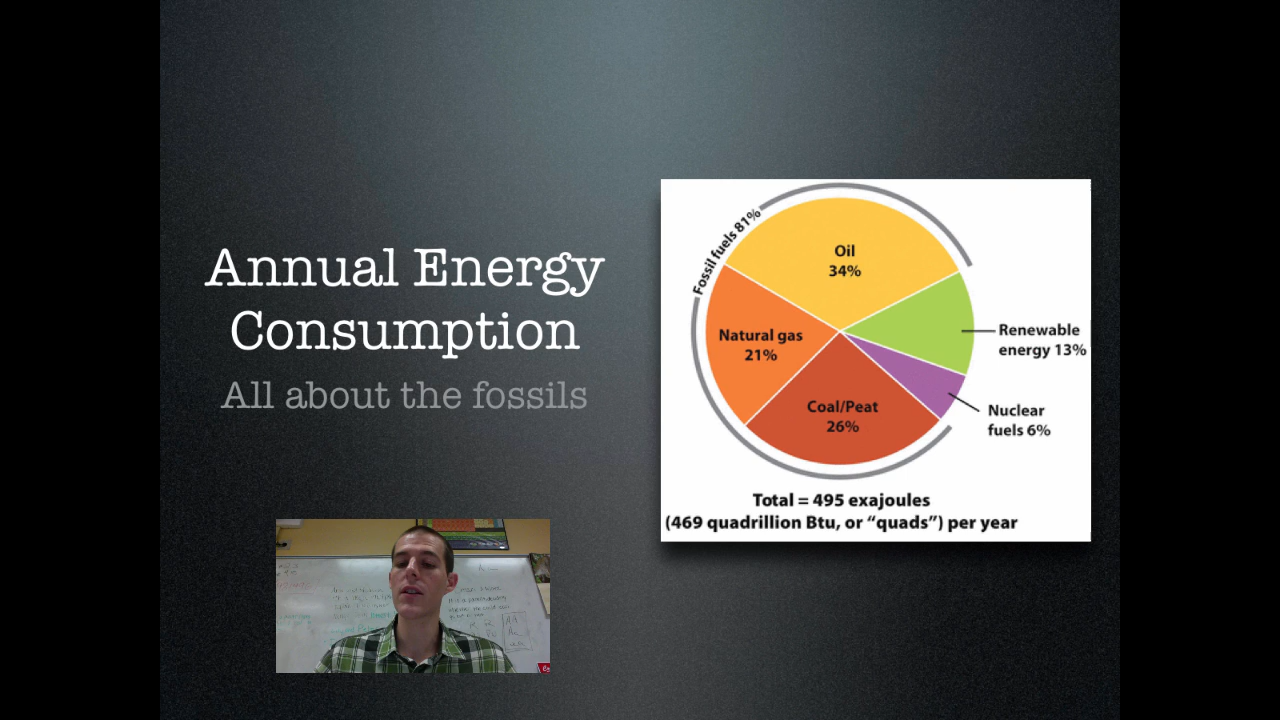 Annual Energy
Consumption
All about the fossils
Fossil fuels 81%
Oil
34%
Renewable
energy 13%
Natural gas
21%
Coal/Peat
26%
Nuclear
fuels 6%
Total = 495 exajoules
(469 quadrillion Btu, or “quads”) per year